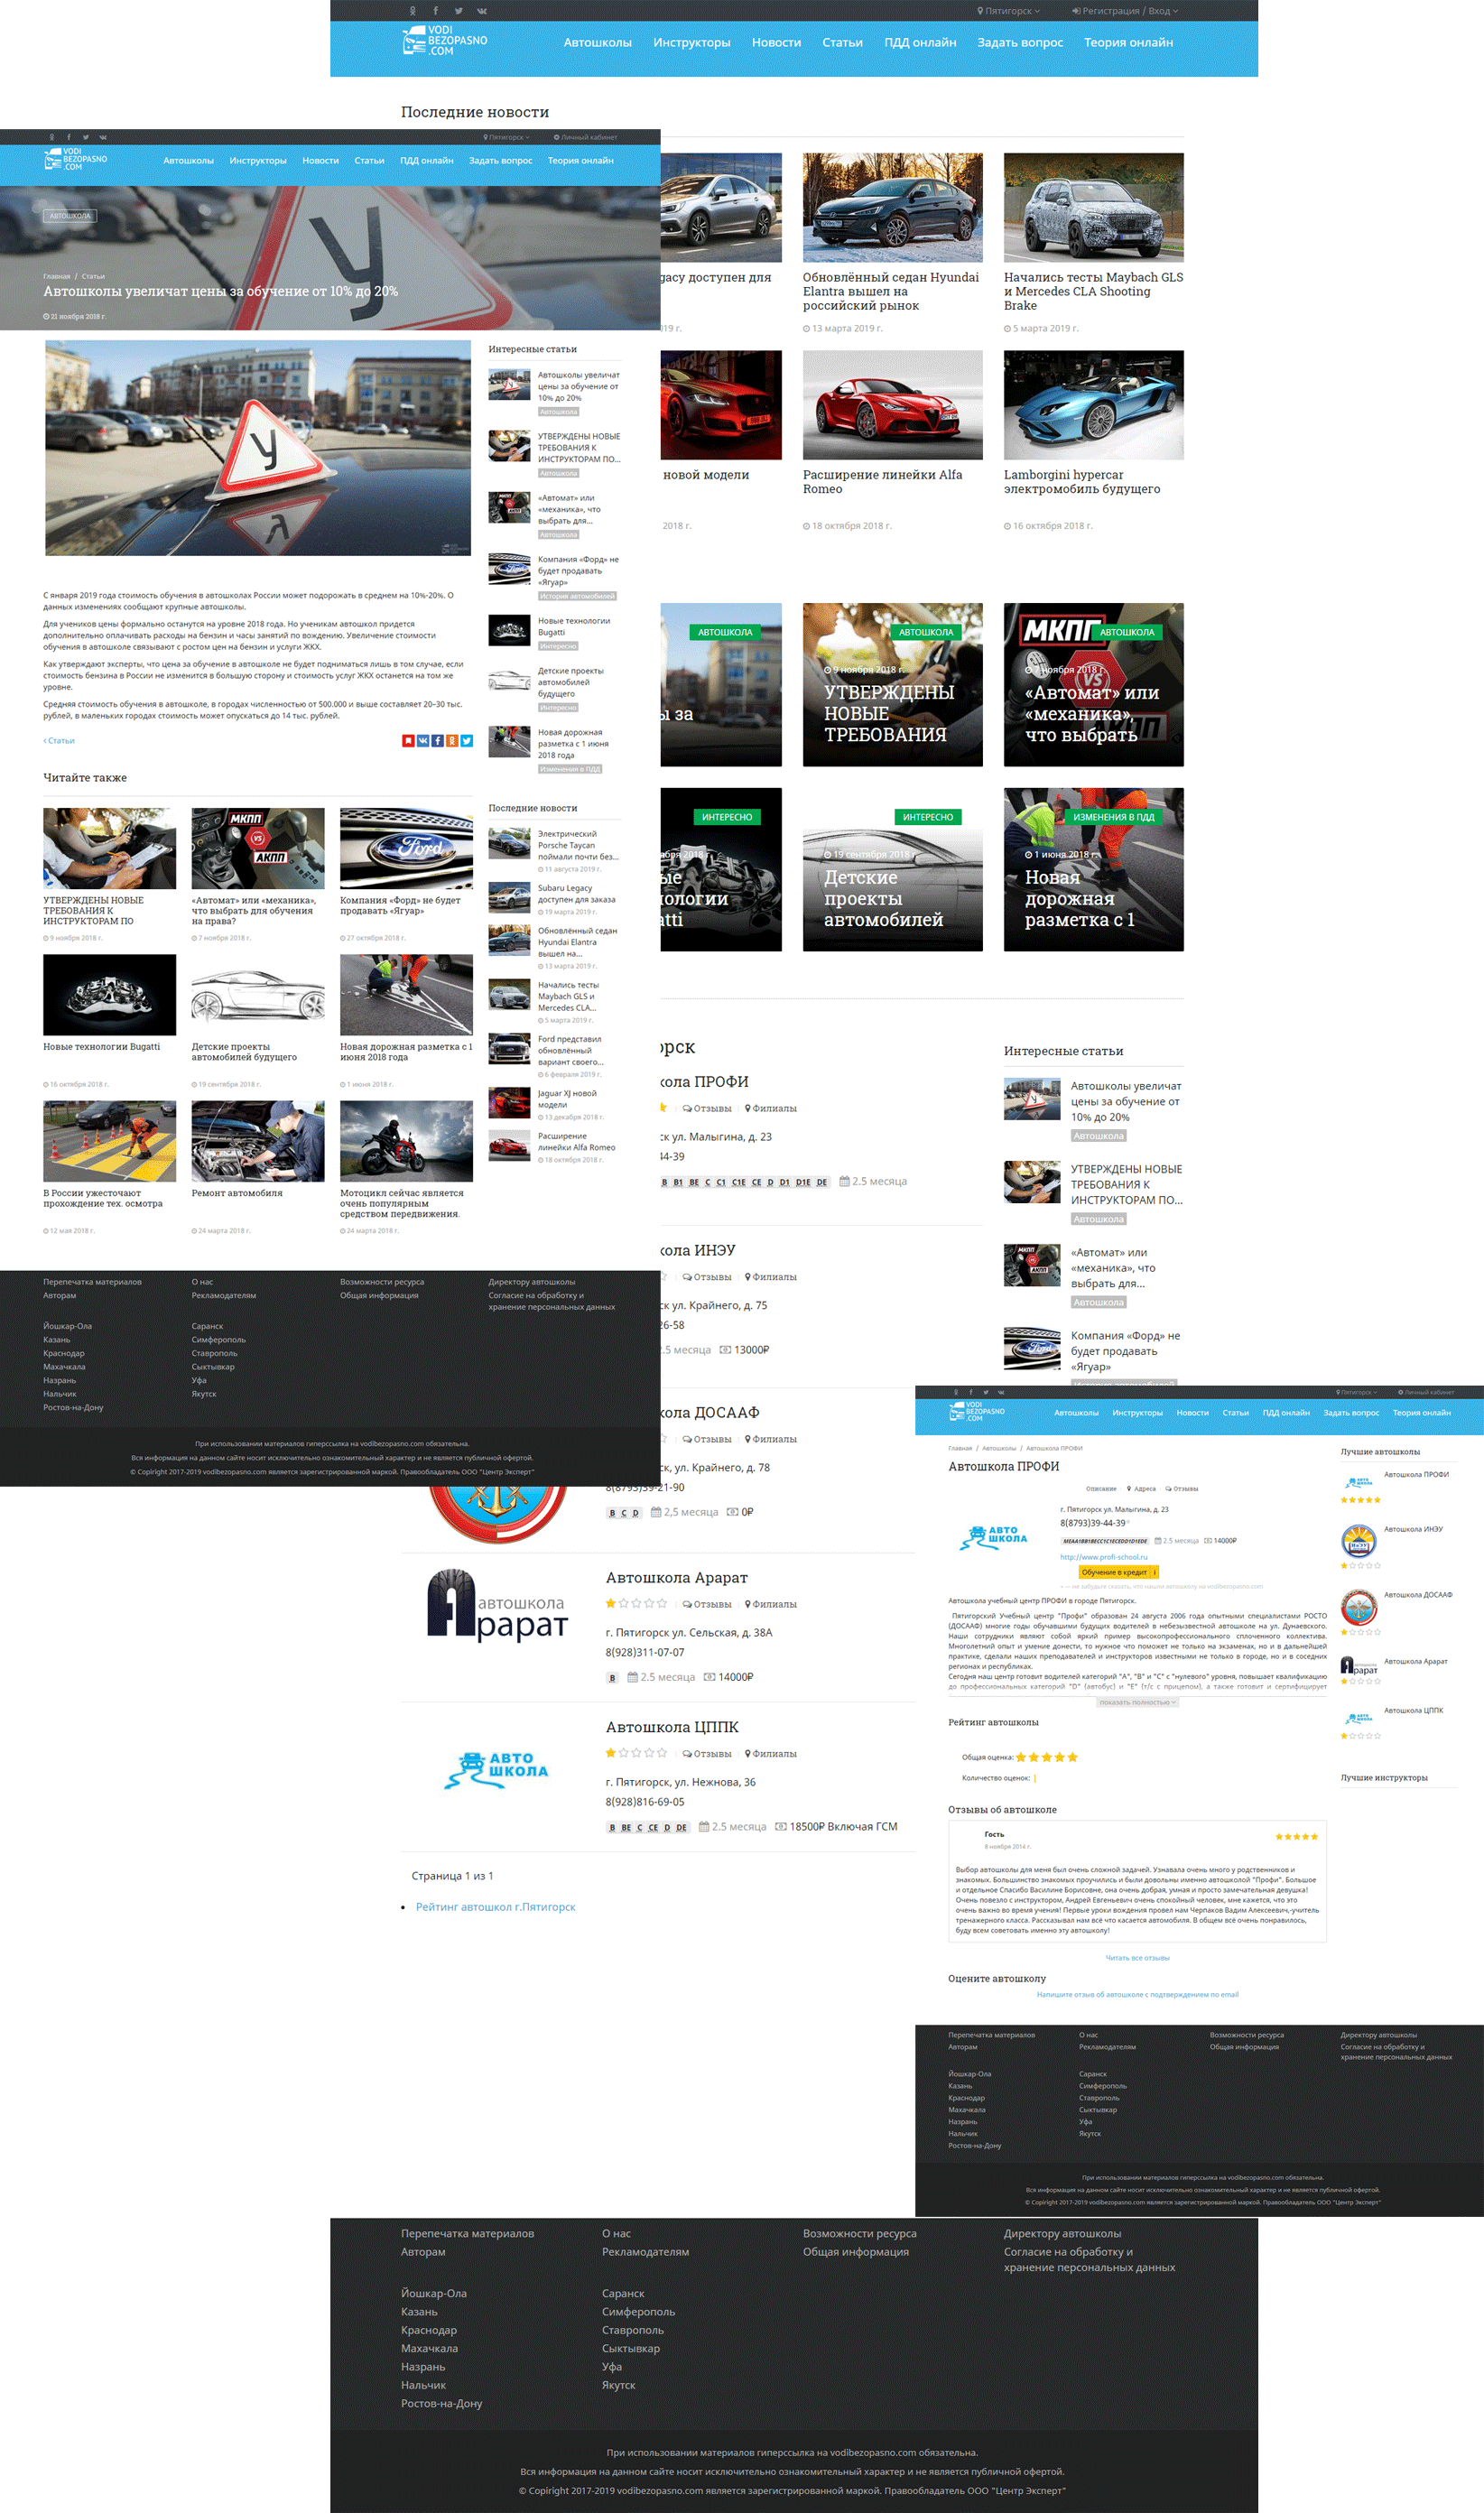 Пятигорск
Регистрация / Вход
VODI
BEZOPASNO
.COM
Автошколы
Инструкторы
Новости
Статьи
ПДД онлайн
Задать вопрос
Теория онлайн
Последние новости
доступен для
Обновлённый седан Hyundai
Elantra вышел на
российский рынок
13 марта 2019 г.
Начались тесты Maybach GLS
и Mercedes CLA Shooting
Brake
5 марта 2019 г.
новой модели
2018 г.
Расширение линейки Alfa
Romeo
18 октября 2018 г.
Lamborgini hypercar
электромобиль будущего
16 октября 2018 г.
АВТОШКОЛА
за
АВТОШКОЛА
9 ноября 2018 г.
УТВЕРЖДЕНЫ
НОВЫЕ
ТРЕБОВАНИЯ
МКПП
АВТОШКОЛА
7 ноября 2018 г.
VS
АКПП
«Автомат» или
«механика»,
что выбрать
ИНТЕРЕСНО
ИНТЕРЕСНО
19 сентября 2018 г.
Детские
проекты
автомобилей
ИЗМЕНЕНИЯ В ПДД
1 июня 2018 г.
Новая
дорожная
разметка с 1
Пятигорск
Личный кабинет
VODI
BEZOPASNO
.COM
Автошколы
Инструкторы
Новости
Статьи
ПДД онлайн
Задать вопрос
Теория онлайн
АВТОШКОЛА
У
Главная / Статьи
Автошколы увеличат цены за обучение от 10% до 20%
21 ноября 2018 г.
У
С января 2019 года стоимость обучения в автошколах России может подорожать в среднем на 10%-20%. О
данных изменениях сообщают крупные автошколы.
Для учеников цены формально останутся на уровне 2018 года. Но ученикам автошкол придется
дополнительно оплачивать расходы на бензин и часы занятий по вождению. Увеличение стоимости
обучения в автошколе связывают с ростом цен на бензин и услуги ЖКХ.
Как утверждают эксперты, что цена за обучение в автошколе не будет подниматься лишь в том случае, если
стоимость бензина в России не изменится в большую сторону и стоимость услуг ЖКХ останется на том же
уровне.
Средняя стоимость обучения в автошколе, в городах численностью от 500.000 и выше составляет 20–30 тыс.
рублей, в маленьких городах стоимость может опускаться до 14 тыс. рублей.
‹ Статьи
Читайте также
УТВЕРЖДЕНЫ НОВЫЕ
ТРЕБОВАНИЯ К
ИНСТРУКТОРАМ ПО
9 ноября 2018 г.
МКПП
VS
АКПП
«Автомат» или «механика»,
что выбрать для обучения
на права?
7 ноября 2018 г.
Ford
Компания «Форд» не будет
продавать «Ягуар»
27 октября 2018 г.
Новые технологии Bugatti
16 октября 2018 г.
Детские проекты
автомобилей будущего
19 сентября 2018 г.
Новая дорожная разметка с 1
июня 2018 года
1 июня 2018 г.
В России ужесточают
прохождение тех. осмотра
12 мая 2018 г.
Ремонт автомобиля
24 марта 2018 г.
Мотоцикл сейчас является
очень популярным
средством передвижения.
24 марта 2018 г.
Интересные статьи
Автошколы увеличат
цены за обучение от
10% до 20%
Автошкола
УТВЕРЖДЕНЫ НОВЫЕ
ТРЕБОВАНИЯ К
ИНСТРУКТОРАМ ПО...
Автошкола
«Автомат» или
«механика», что
выбрать для...
Автошкола
Компания «Форд» не
будет продавать
«Ягуар»
История автомобилей
Новые технологии
Bugatti
Интересно
Детские проекты
автомобилей
будущего
Интересно
Новая дорожная
разметка с 1 июня
2018 года
Изменения в ПДД
Последние новости
Электрический
Porsche Taycan
поймали почти без...
11 августа 2019 г.
Subaru Legacy
доступен для заказа
19 марта 2019 г.
Обновлённый седан
Hyundai Elantra
вышел на...
13 марта 2019 г.
Начались тесты
Maybach GLS и
Mercedes CLA...
5 марта 2019 г.
Ford представил
обновлённый
вариант своего...
6 февраля 2019 г.
Jaguar XJ новой
модели
13 декабря 2018 г.
Расширение
линейки Alfa Romeo
18 октября 2018 г.
Перепечатка материалов
Авторам
О нас
Рекламодателям
Возможности ресурса
Общая информация
Директору автошколы
Согласие на обработку и
хранение персональных данных
Йошкар-Ола
Казань
Краснодар
Махачкала
Назрань
Нальчик
Ростов-на-Дону
Саранск
Симферополь
Ставрополь
Сыктывкар
Уфа
Якутск
При использовании материалов гиперссылка на vodibezopasno.com обязательна.
Вся информация на данном сайте носит исключительно ознакомительный характер и не является публичной офертой.
© Copiright 2017-2019 vodibezopasno.com является зарегистрированной маркой. Правообладатель ООО "Центр Эксперт"
ПРОФИ
Отзывы
Филиалы
ул. Малыгина, д. 23
B B1 BE C C1 C1E CE D D1 D1E DE
2.5 месяца
ИНЭУ
Отзывы
Филиалы
ул. Крайнего, д. 75
месяца
13000₽
ДОСААФ
Отзывы
Филиалы
ул. Крайнего, д. 78
8(8793)39-21-90
B C D
2.5 месяца
0₽
автошкола
Арарат
Автошкола Арарат
Отзывы
Филиалы
г. Пятигорск ул. Сельская, д. 38А
8(928)311-07-07
B
2.5 месяца
14000₽
АВТО
ШКОЛА
Автошкола ЦППК
Отзывы
Филиалы
г. Пятигорск, ул. Нежнова, 36
8(928)816-69-05
B BE C CE D DE
2.5 месяца
18500₽ Включая ГСМ
Страница 1 из 1
Рейтинг автошкол г.Пятигорск
Интересные статьи
Автошколы увеличат
цены за обучение от
10% до 20%
Автошкола
УТВЕРЖДЕНЫ НОВЫЕ
ТРЕБОВАНИЯ К
ИНСТРУКТОРАМ ПО...
Автошкола
«Автомат» или
«механика», что
выбрать для...
Автошкола
Компания «Форд» не
будет продавать
«Ягуар»
Пятигорск
Личный кабинет
VODI
BEZOPASNO
.COM
Автошколы
Инструкторы
Новости
Статьи
ПДД онлайн
Задать вопрос
Теория онлайн
Главная / Автошколы / Автошкола ПРОФИ
Автошкола ПРОФИ
Описание
Адреса
Отзывы
АВТО
ШКОЛА
г. Пятигорск ул. Малыгина, д. 23
8(8793)39-44-39
2.5 месяца
14000₽
http://www.profi-school.ru
Обучение в кредит
* — не забудьте сказать, что нашли автошколу на vodibezopasno.com
Автошкола учебный центр ПРОФИ в городе Пятигорск.
Пятигорский Учебный центр "Профи" образован 24 августа 2006 года опытными специалистами РОСТО
(ДОСААФ) многие годы обучавшими будущих водителей в небезызвестной автошколе на ул. Дунаевского.
Наши сотрудники являют собой яркий пример высокопрофессионального сплоченного коллектива.
Многолетний опыт и умение донести, то нужное что поможет не только на экзаменах, но и в дальнейшей
практике, сделали наших преподавателей и инструкторов известными не только в городе, но и в соседних
регионах и республиках.
Сегодня наш центр готовит водителей категорий "A", "B" и "C" с "нулевого" уровня, повышает квалификацию
до профессиональных категорий "D" (автобус) и "E" (т/с с прицепом), а также готовит и сертифицирует
показать полностью
Рейтинг автошколы
Общая оценка:
Количество оценок:
Отзывы об автошколе
Гость
8 ноября 2014 г.
Выбор автошколы для меня был очень сложной задачей. Узнавала очень много у родственников и
знакомых. Большинство знакомых проучились и были довольны именно автошколой "Профи". Большое
и отдельное Спасибо Василине Борисовне, она очень добрая, умная и просто замечательная девушка!
Очень повезло с инструктором, Андрей Евгеньевич очень спокойный человек, мне кажется, что это
очень важно во время учения! Первые уроки вождения провел нам Черпаков Вадим Алексеевич,-учитель
тренажерного класса. Рассказывал нам всё что касается автомобиля. В общем всё очень понравилось,
буду всем советовать именно эту автошколу!
Читать все отзывы
Оцените автошколу
Напишите отзыв об автошколе с подтверждением по email
Лучшие автошколы
Автошкола ПРОФИ
Автошкола ИНЭУ
Автошкола ДОСААФ
Автошкола Арарат
Автошкола ЦППК
Лучшие инструкторы
Перепечатка материалов
Авторам
О нас
Рекламодателям
Возможности ресурса
Общая информация
Директору автошколы
Согласие на обработку и
хранение персональных данных
Йошкар-Ола
Казань
Краснодар
Махачкала
Назрань
Нальчик
Ростов-на-Дону
Саранск
Симферополь
Ставрополь
Сыктывкар
Уфа
Якутск
При использовании материалов гиперссылка на vodibezopasno.com обязательна.
Вся информация на данном сайте носит исключительно ознакомительный характер и не является публичной офертой.
© Copiright 2017-2019 vodibezopasno.com является зарегистрированной маркой. Правообладатель ООО "Центр Эксперт"
Перепечатка материалов
Авторам
О нас
Рекламодателям
Возможности ресурса
Общая информация
Директору автошколы
Согласие на обработку и
хранение персональных данных
Йошкар-Ола
Казань
Краснодар
Махачкала
Назрань
Нальчик
Ростов-на-Дону
Саранск
Симферополь
Ставрополь
Сыктывкар
Уфа
Якутск
При использовании материалов гиперссылка на vodibezopasno.com обязательна.
Вся информация на данном сайте носит исключительно ознакомительный характер и не является публичной офертой.
© Copiright 2017-2019 vodibezopasno.com является зарегистрированной маркой. Правообладатель ООО "Центр Эксперт"